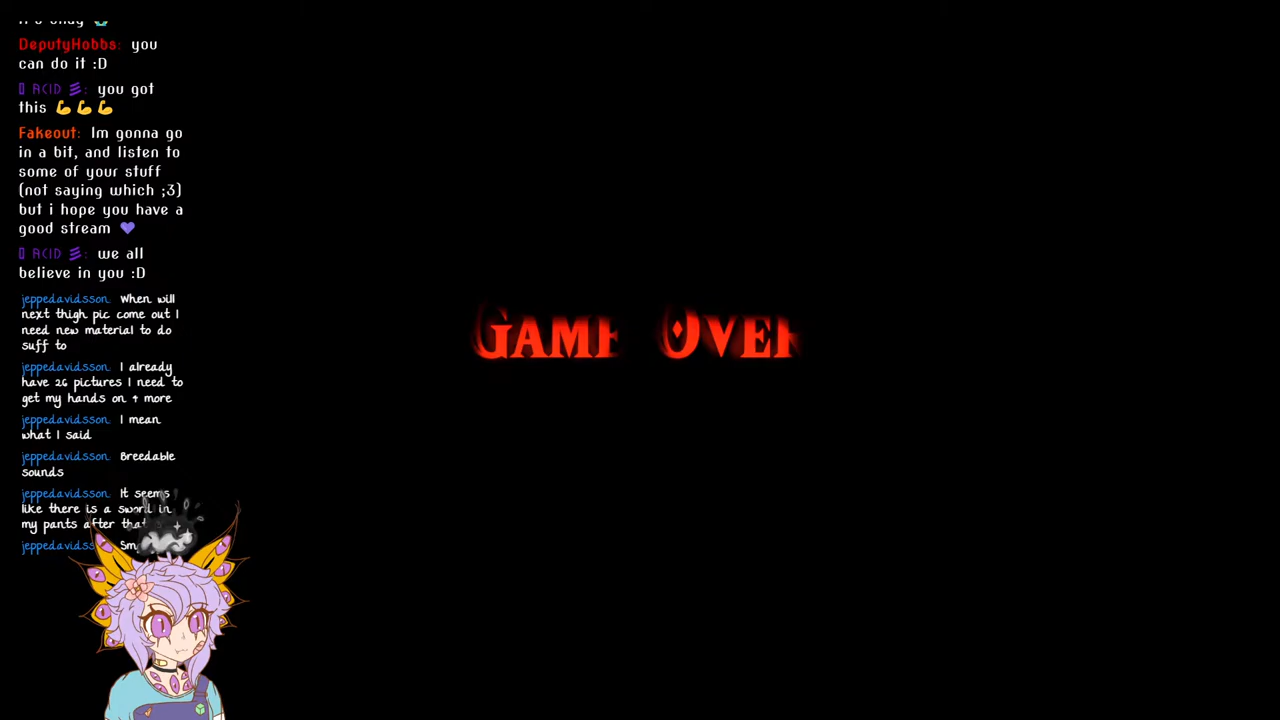 DeputyHobbs: you
can do it :D
ACID 彡: you got
this 💪💪💪
Fakeout: Im gonna go
in a bit, and listen to
some of your stuff
(not saying which ;3)
but i hope you have a
good stream 💜
ACID 彡: we all
believe in you :D
jeppedavidsson: When will
next thigh pic come out I
need new material to do
suff to
jeppedavidsson: I already
have 26 pictures I need to
get my hands on 4 more
jeppedavidsson: I mean
what I said
jeppedavidsson: Breedable
sounds
jeppedavidsson: It seems
like there is a sword in
my pants after that
Game Over